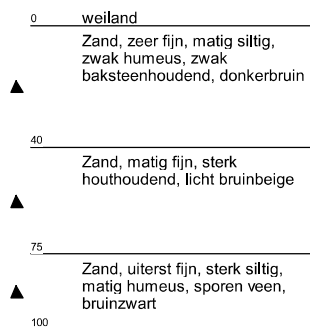 0 weiland
Zand, zeer fijn, matig siltig,
zwak humeus, zwak
baksteenhoudend, donkerbruin
40
Zand, matig fijn, sterk
houthoudend, licht bruinbeige
75
Zand, uiterst fijn, sterk siltig,
matig humeus, sporen veen,
bruinzwart
100